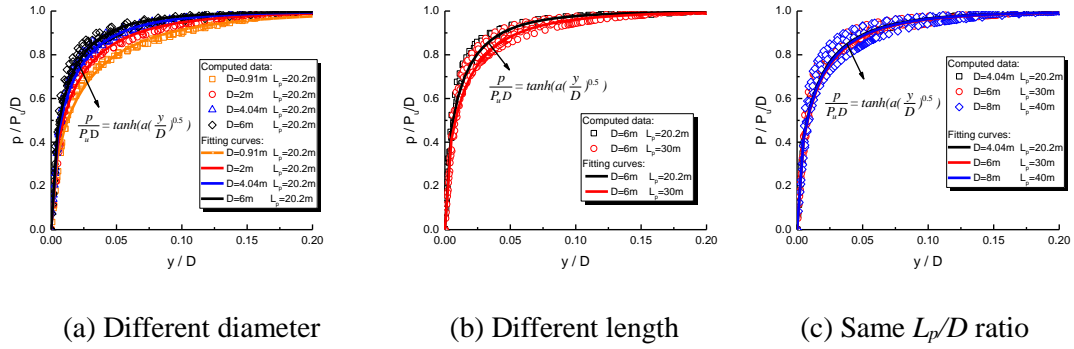 1.0
0.8
0.6
0.4
0.2
0.0
0.00 0.05 0.10 0.15 0.20
p / P_u/D
y / D
p/P_uD = tanh(a(y/D)^0.5)
Computed data:
D=0.91m L_p=20.2m
D=2m L_p=20.2m
D=4.04m L_p=20.2m
D=6m L_p=20.2m
Fitting curves:
D=0.91m L_p=20.2m
D=2m L_p=20.2m
D=4.04m L_p=20.2m
D=6m L_p=20.2m
(a) Different diameter
1.0
0.8
0.6
0.4
0.2
0.0
0.00 0.05 0.10 0.15 0.20
p / P_u/D
y / D
p/P_uD = tanh(a(y/D)^0.5)
Computed data:
D=6m L_p=20.2m
D=6m L_p=30m
Fitting curves:
D=6m L_p=20.2m
D=6m L_p=30m
(b) Different length
1.0
0.8
0.6
0.4
0.2
0.0
0.00 0.05 0.10 0.15 0.20
P / P_u/D
y / D
p/P_uD = tanh(a(y/D)^0.5)
Computed data:
D=4.04m L_p=20.2m
D=6m L_p=30m
D=8m L_p=40m
Fitting curves:
D=4.04m L_p=20.2m
D=6m L_p=30m
D=8m L_p=40m
(c) Same L_p/D ratio